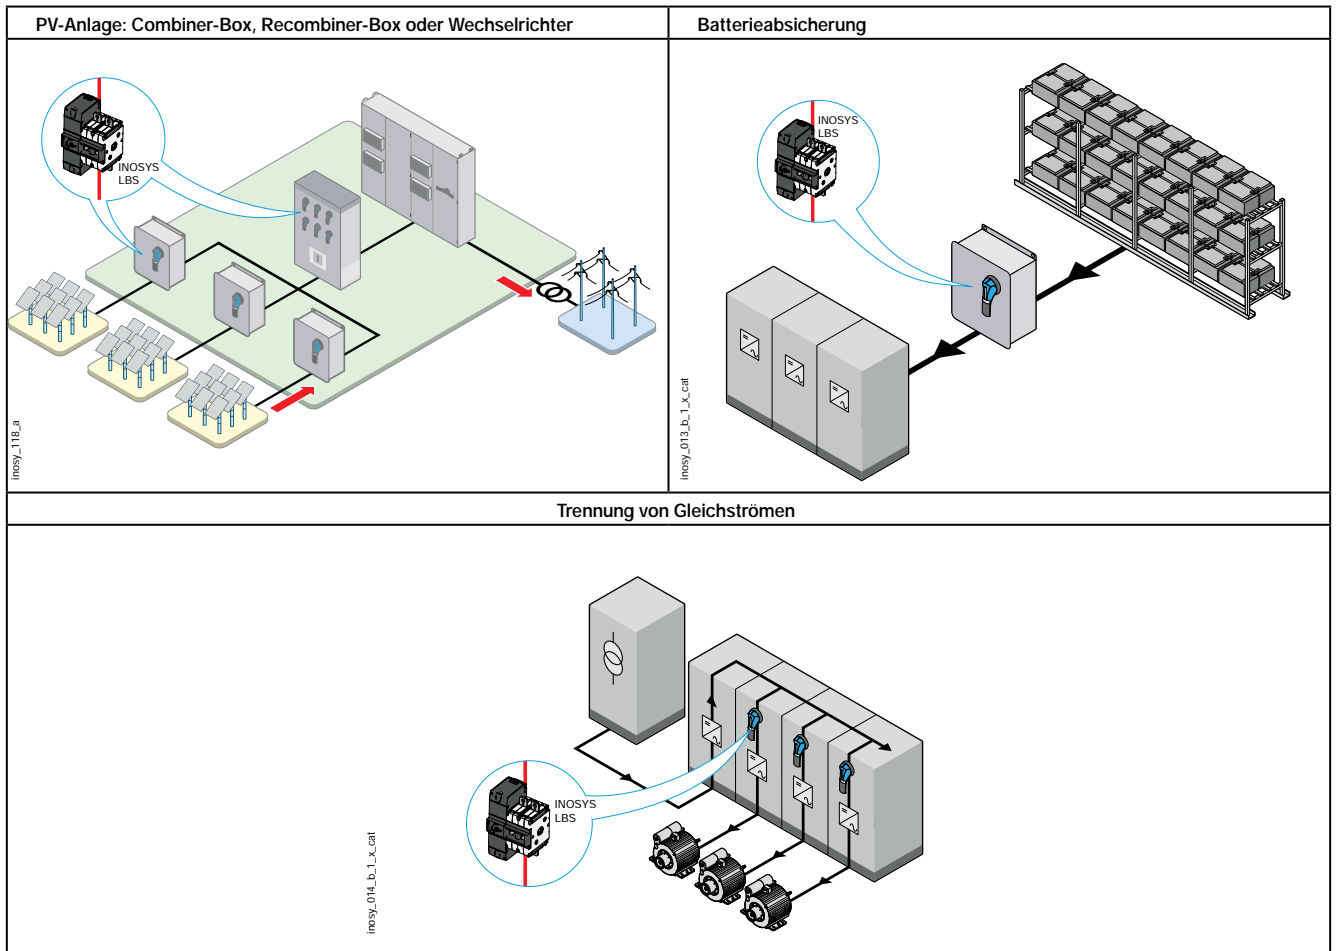 PV-Anlage: Combiner-Box, Recombiner-Box oder Wechselrichter
INOSYS
LBS
inosy_118_a
Batterieabsicherung
INOSYS
LBS
inosy_013_b_1_x_cat
Trennung von Gleichströmen
INOSYS
LBS
inosy_014_b_1_x_cat